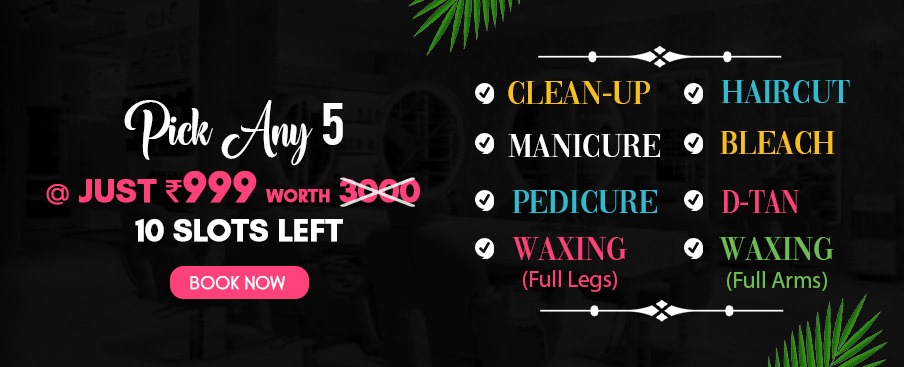 Pick Any 5
@ JUST ₹999 WORTH 3000
10 SLOTS LEFT
BOOK NOW
CLEAN-UP
HAIRCUT
MANICURE
BLEACH
PEDICURE
D-TAN
WAXING
(Full Legs)
WAXING
(Full Arms)